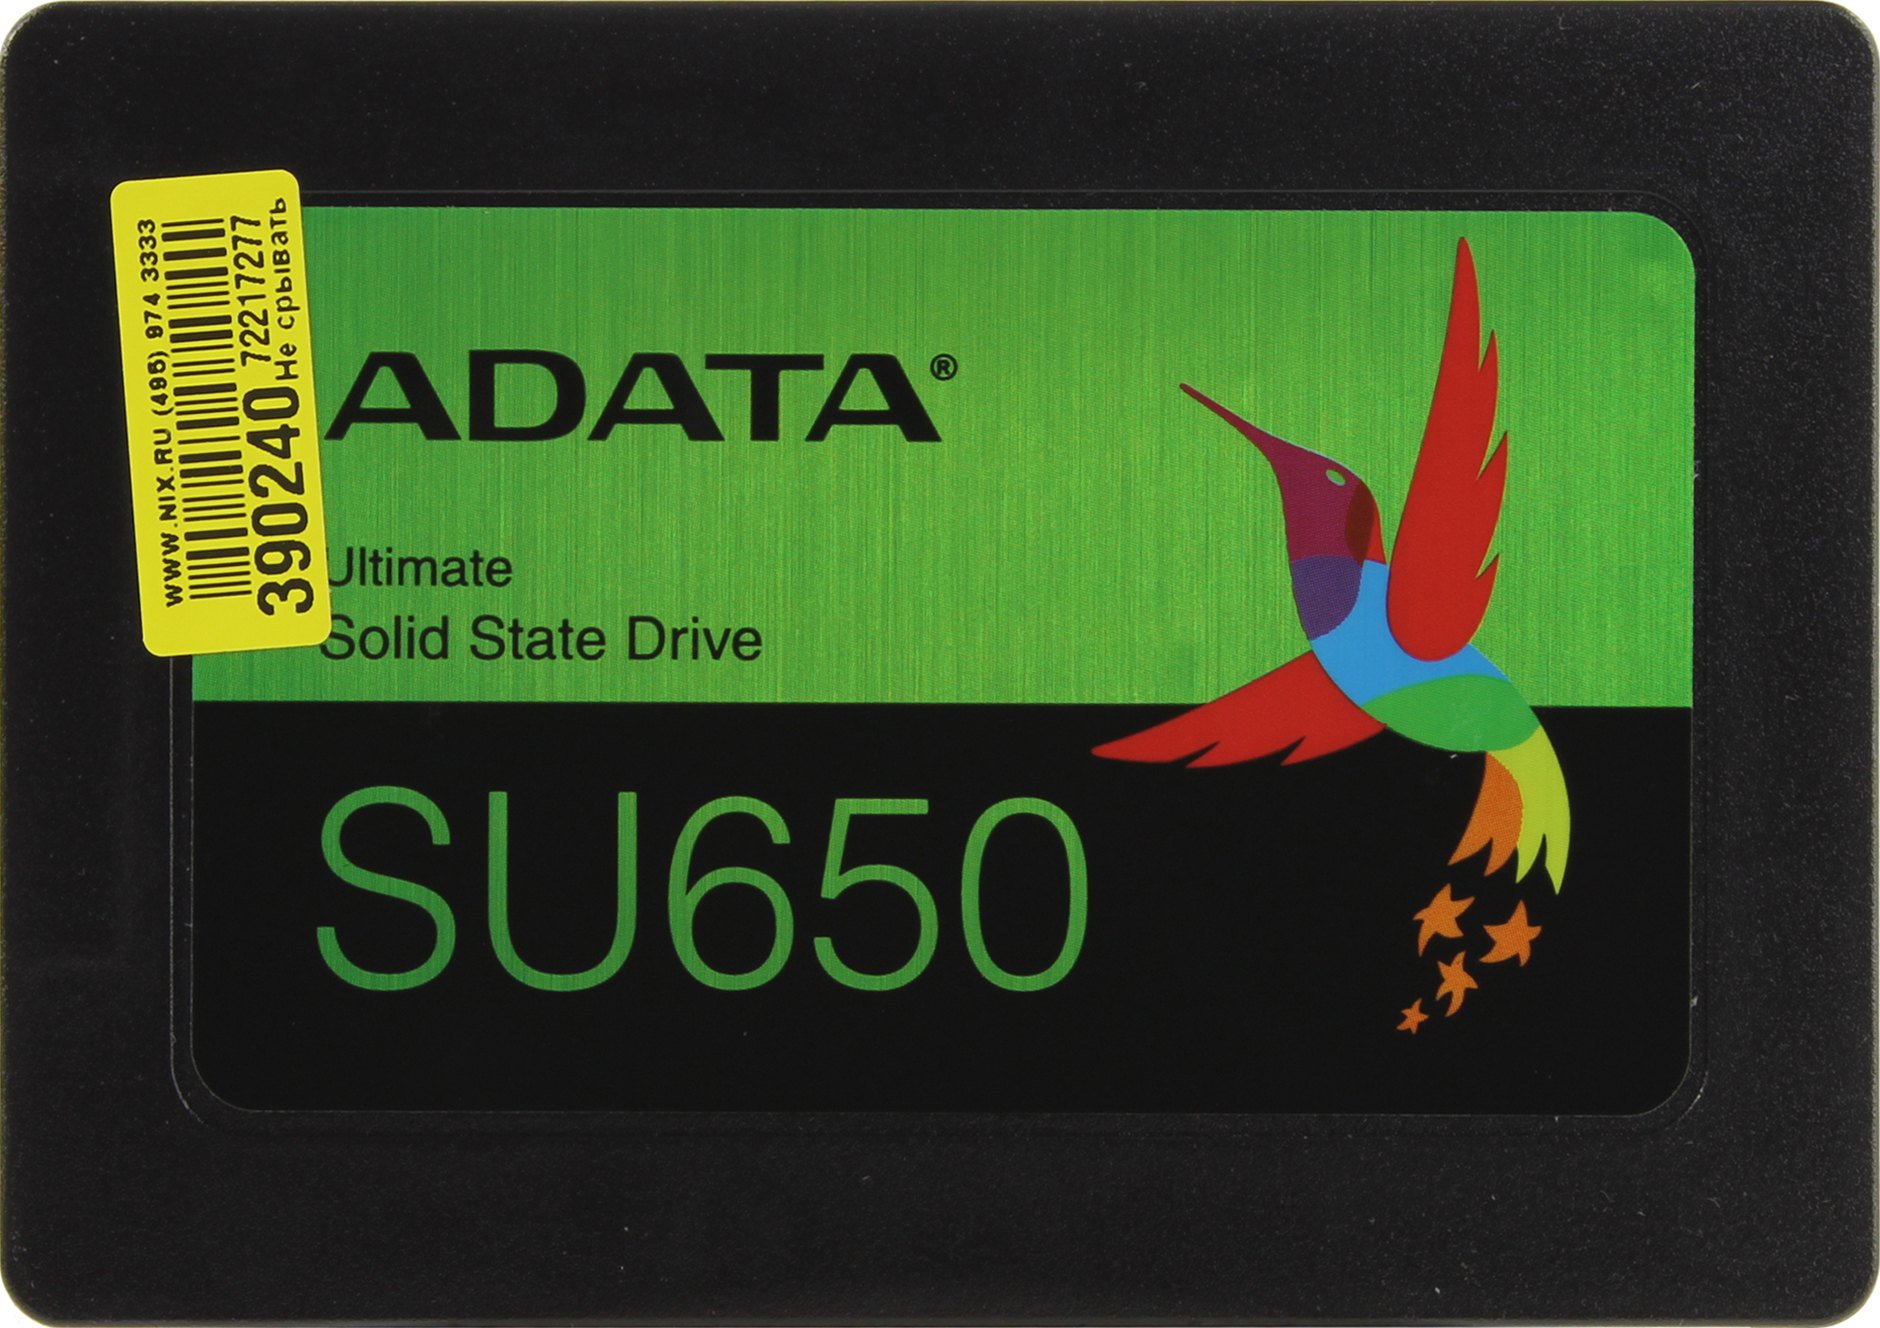 WWW.NIX.RU (495) 974 3333
390240 72217277
Не срывать
ADATA®
Ultimate
Solid State Drive
SU650